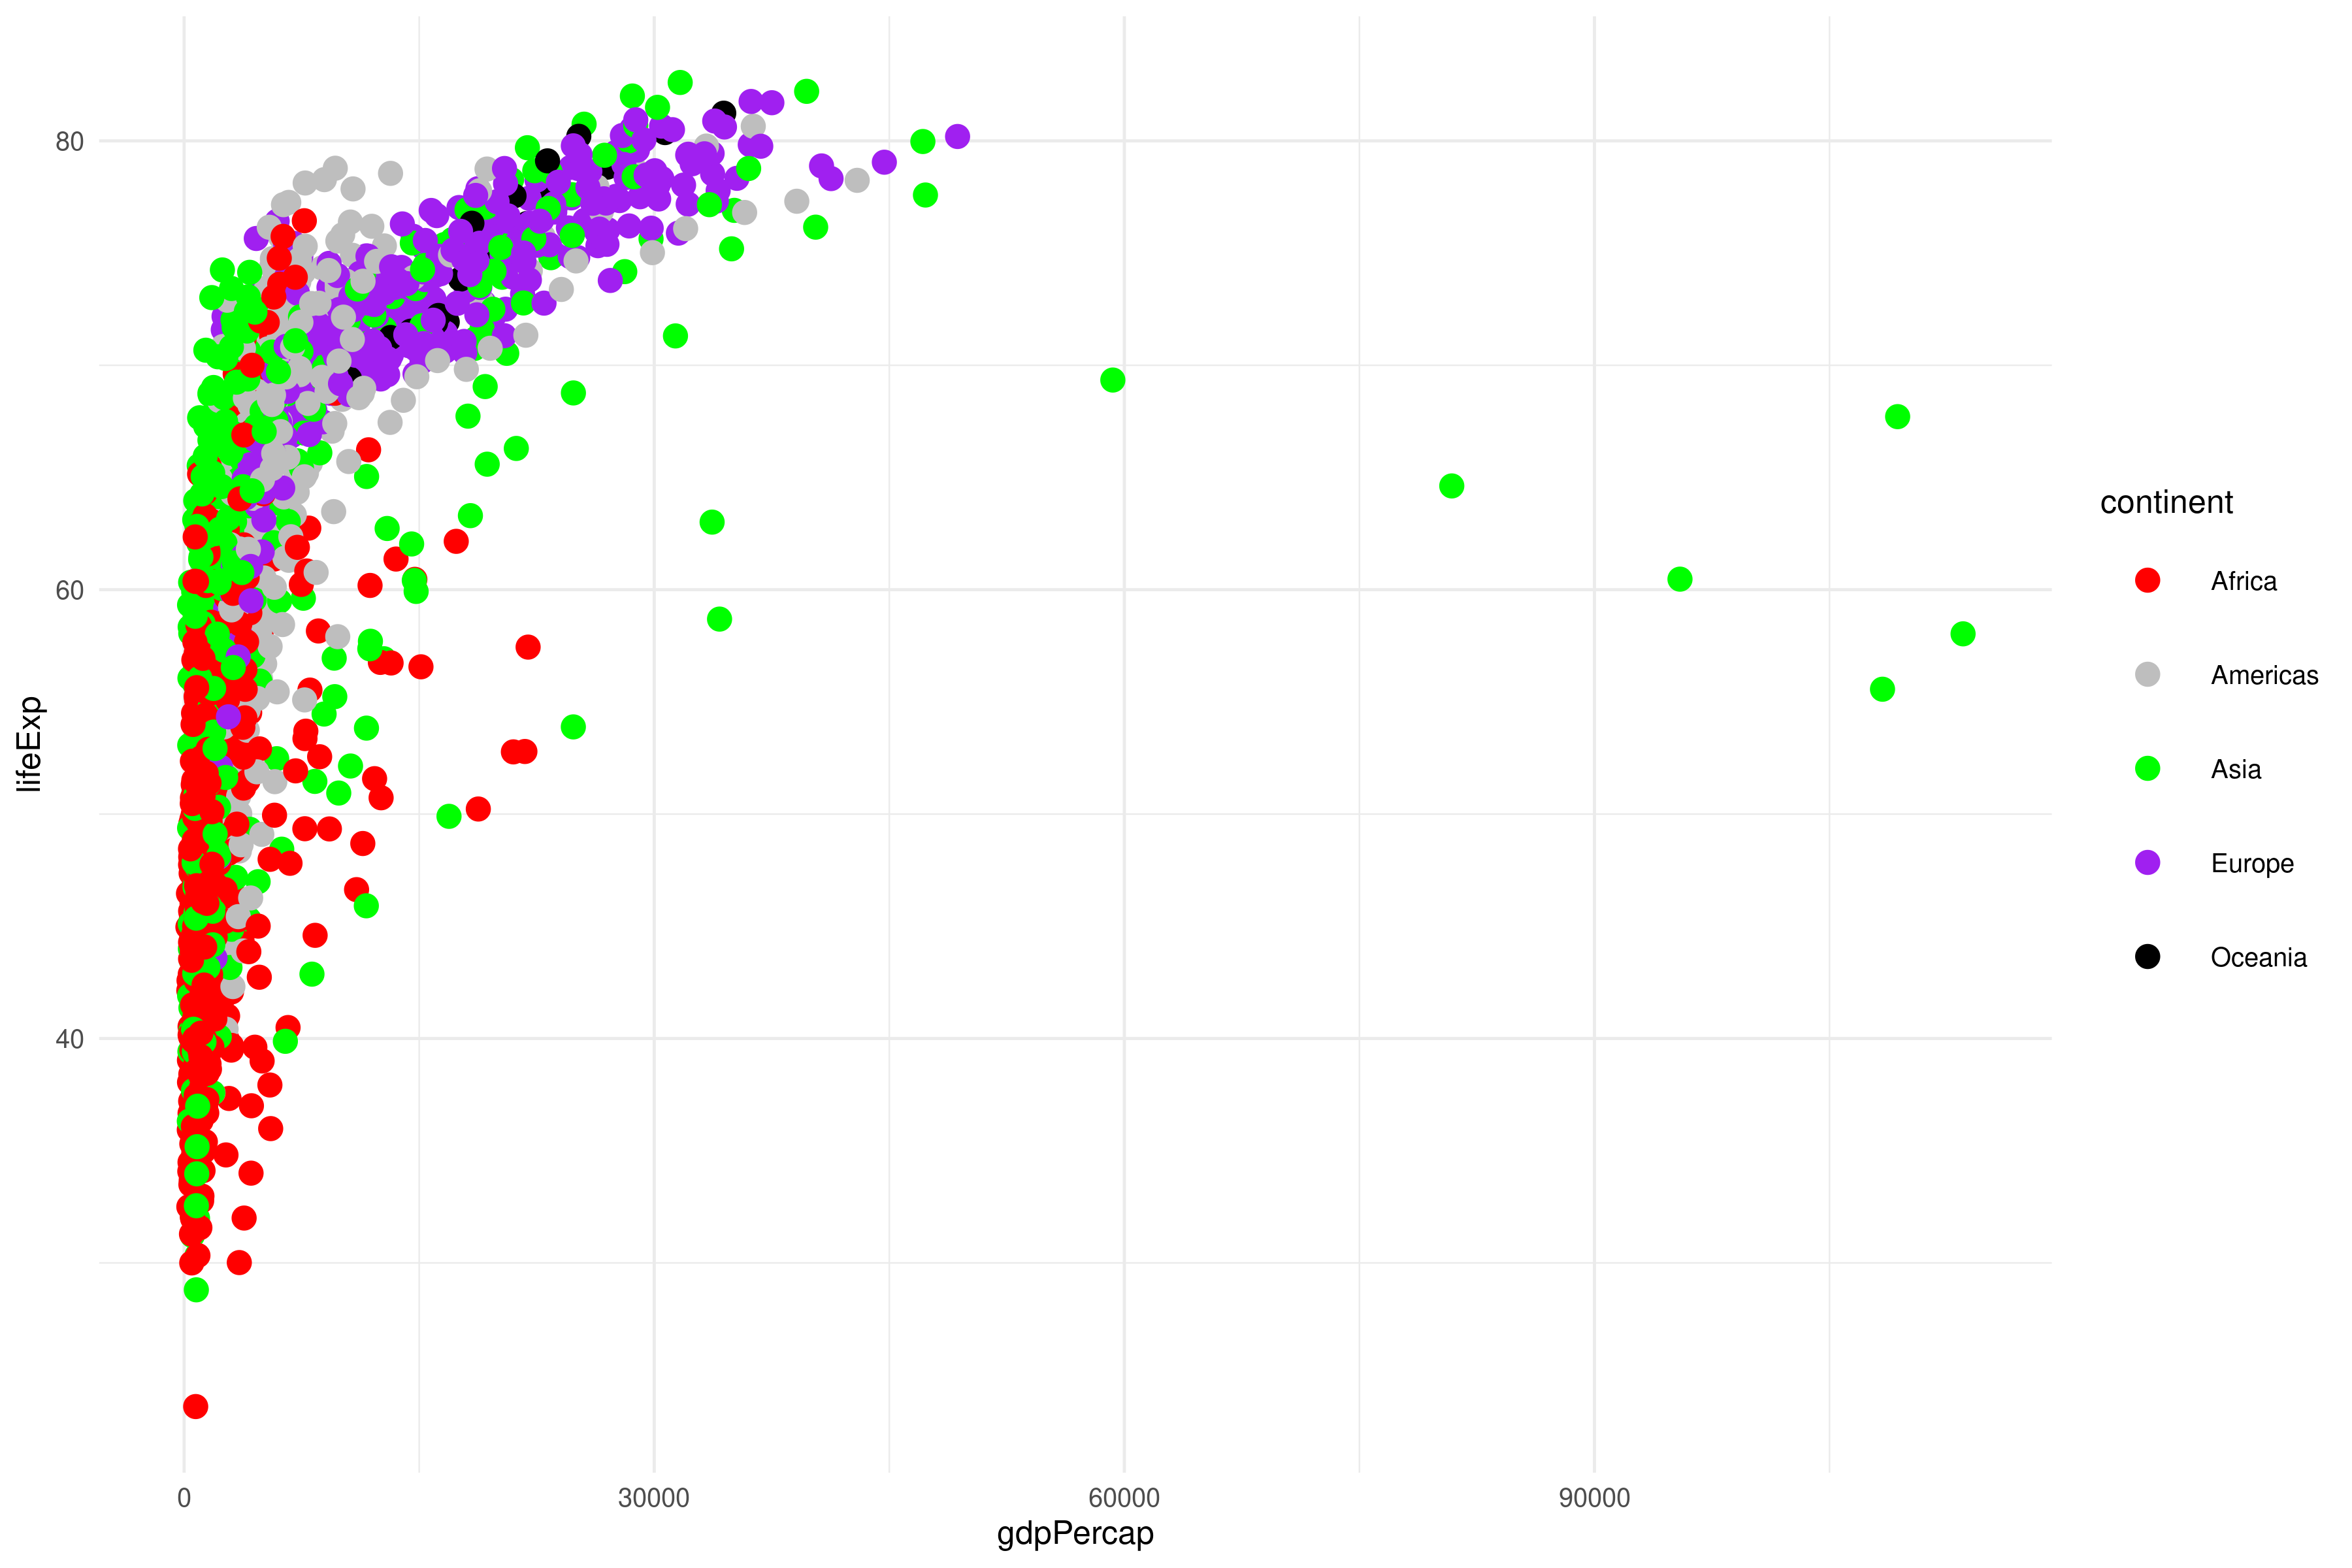 80
60
40
lifeExp
0 30000 60000 90000
gdpPercap
continent
Africa
Americas
Asia
Europe
Oceania